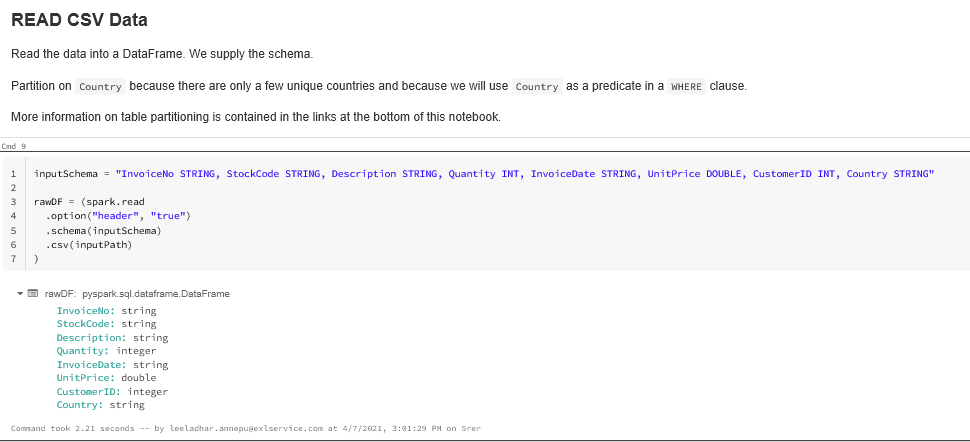 READ CSV Data
Read the data into a DataFrame. We supply the schema.
Partition on Country because there are only a few unique countries and because we will use Country as a predicate in a WHERE clause.
More information on table partitioning is contained in the links at the bottom of this notebook.
Cmd 9
1 inputSchema = "InvoiceNo STRING, StockCode STRING, Description STRING, Quantity INT, InvoiceDate STRING, UnitPrice DOUBLE, CustomerID INT, Country STRING"
2
3 rawDF = (spark.read
4   .option("header", "true")
5   .schema(inputSchema)
6   .csv(inputPath)
7 )
rawDF: pyspark.sql.dataframe.DataFrame
InvoiceNo: string
StockCode: string
Description: string
Quantity: integer
InvoiceDate: string
UnitPrice: double
CustomerID: integer
Country: string
Command took 2.21 seconds -- by leeladhar.annepu@exlservice.com at 4/7/2021, 3:01:29 PM on 5rer